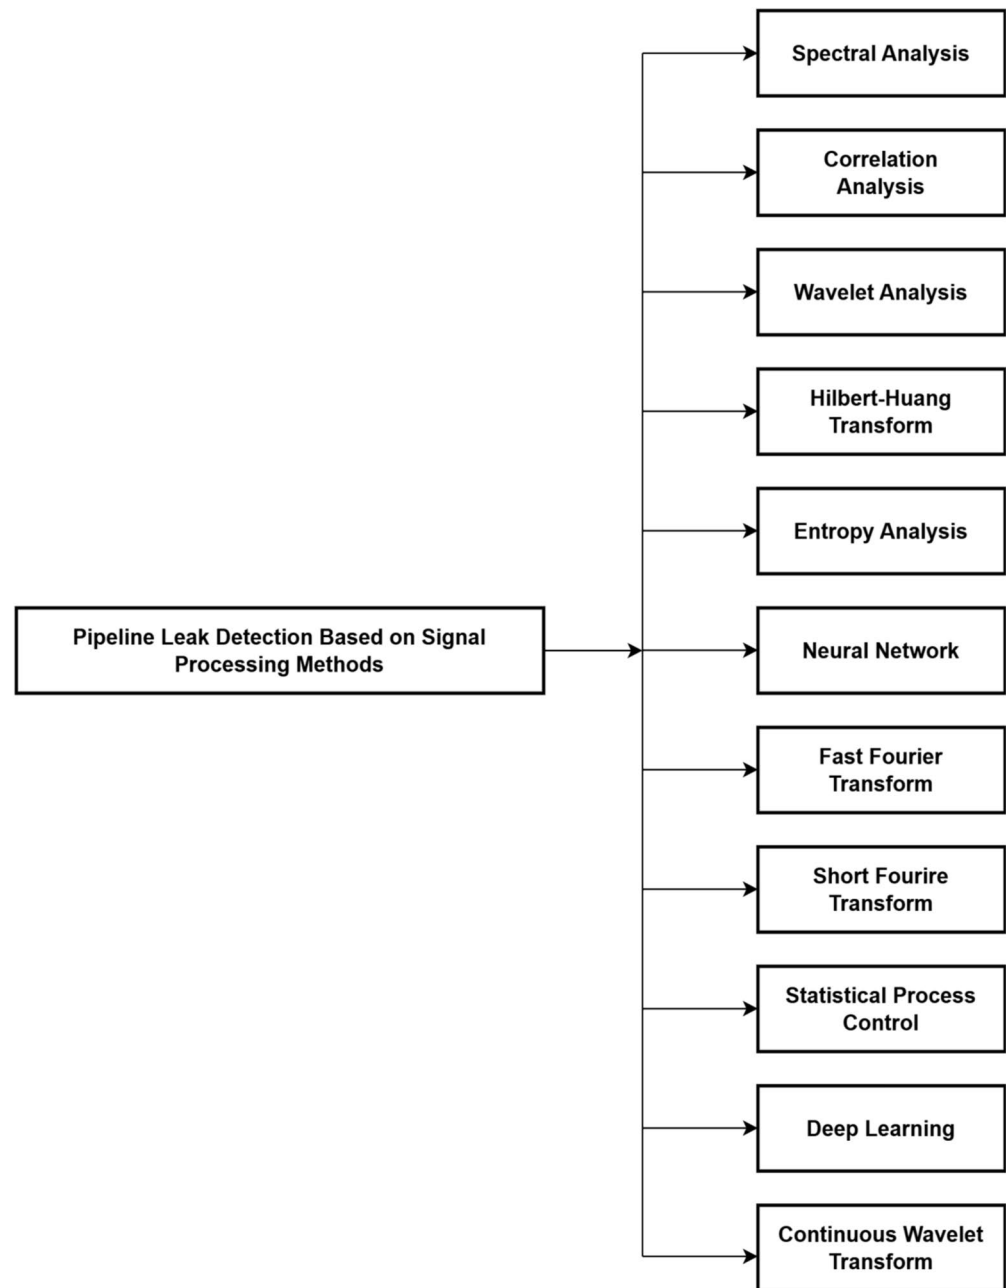 Spectral Analysis
Correlation
Analysis
Wavelet Analysis
Hilbert-Huang
Transform
Entropy Analysis
Pipeline Leak Detection Based on Signal
Processing Methods
Neural Network
Fast Fourier
Transform
Short Fourire
Transform
Statistical Process
Control
Deep Learning
Continuous Wavelet
Transform